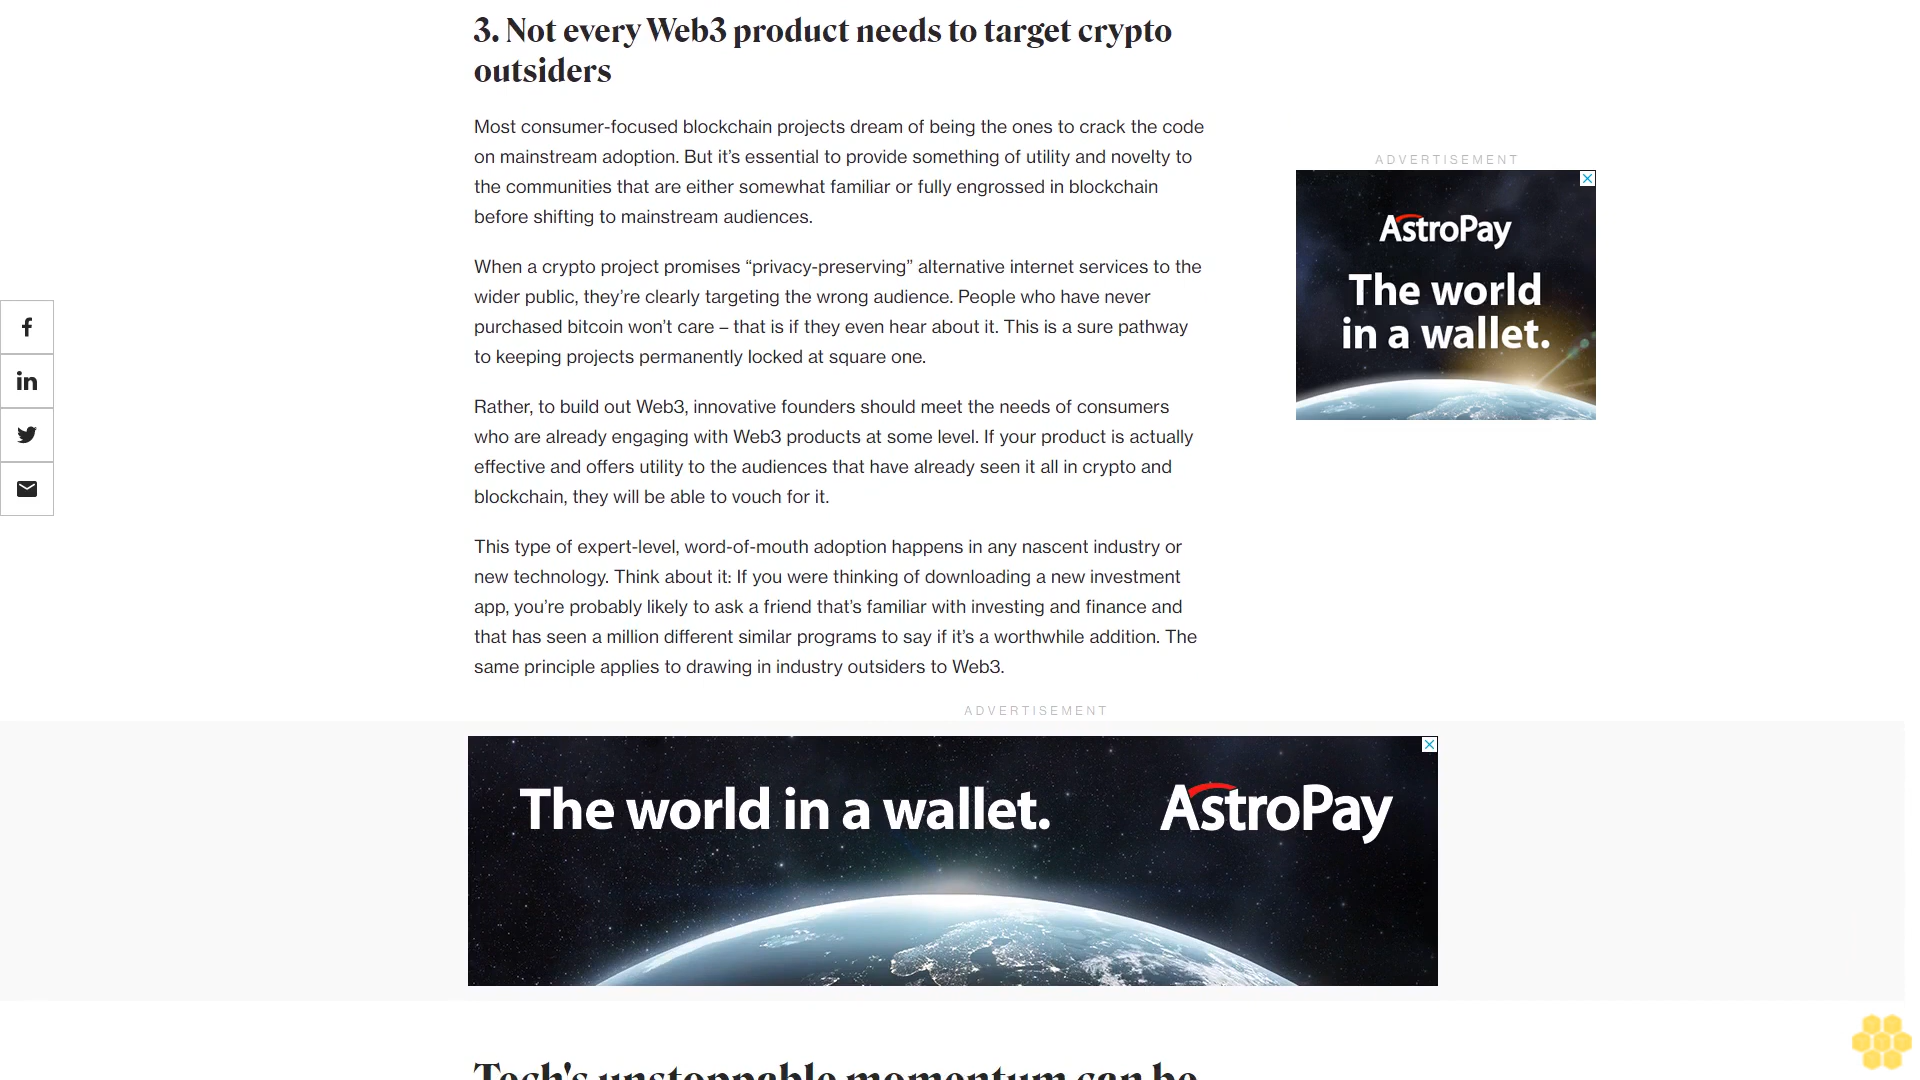 3. Not every Web3 product needs to target crypto
outsiders
Most consumer-focused blockchain projects dream of being the ones to crack the code
on mainstream adoption. But it’s essential to provide something of utility and novelty to
the communities that are either somewhat familiar or fully engrossed in blockchain
before shifting to mainstream audiences.
When a crypto project promises “privacy-preserving” alternative internet services to the
wider public, they’re clearly targeting the wrong audience. People who have never
purchased bitcoin won’t care – that is if they even hear about it. This is a sure pathway
to keeping projects permanently locked at square one.
Rather, to build out Web3, innovative founders should meet the needs of consumers
who are already engaging with Web3 products at some level. If your product is actually
effective and offers utility to the audiences that have already seen it all in crypto and
blockchain, they will be able to vouch for it.
This type of expert-level, word-of-mouth adoption happens in any nascent industry or
new technology. Think about it: If you were thinking of downloading a new investment
app, you’re probably likely to ask a friend that’s familiar with investing and finance and
that has seen a million different similar programs to say if it’s a worthwhile addition. The
same principle applies to drawing in industry outsiders to Web3.
ADVERTISEMENT
AstroPay
The world
in a wallet.
ADVERTISEMENT
The world in a wallet.
AstroPay
Tech's unstoppable momentum can be